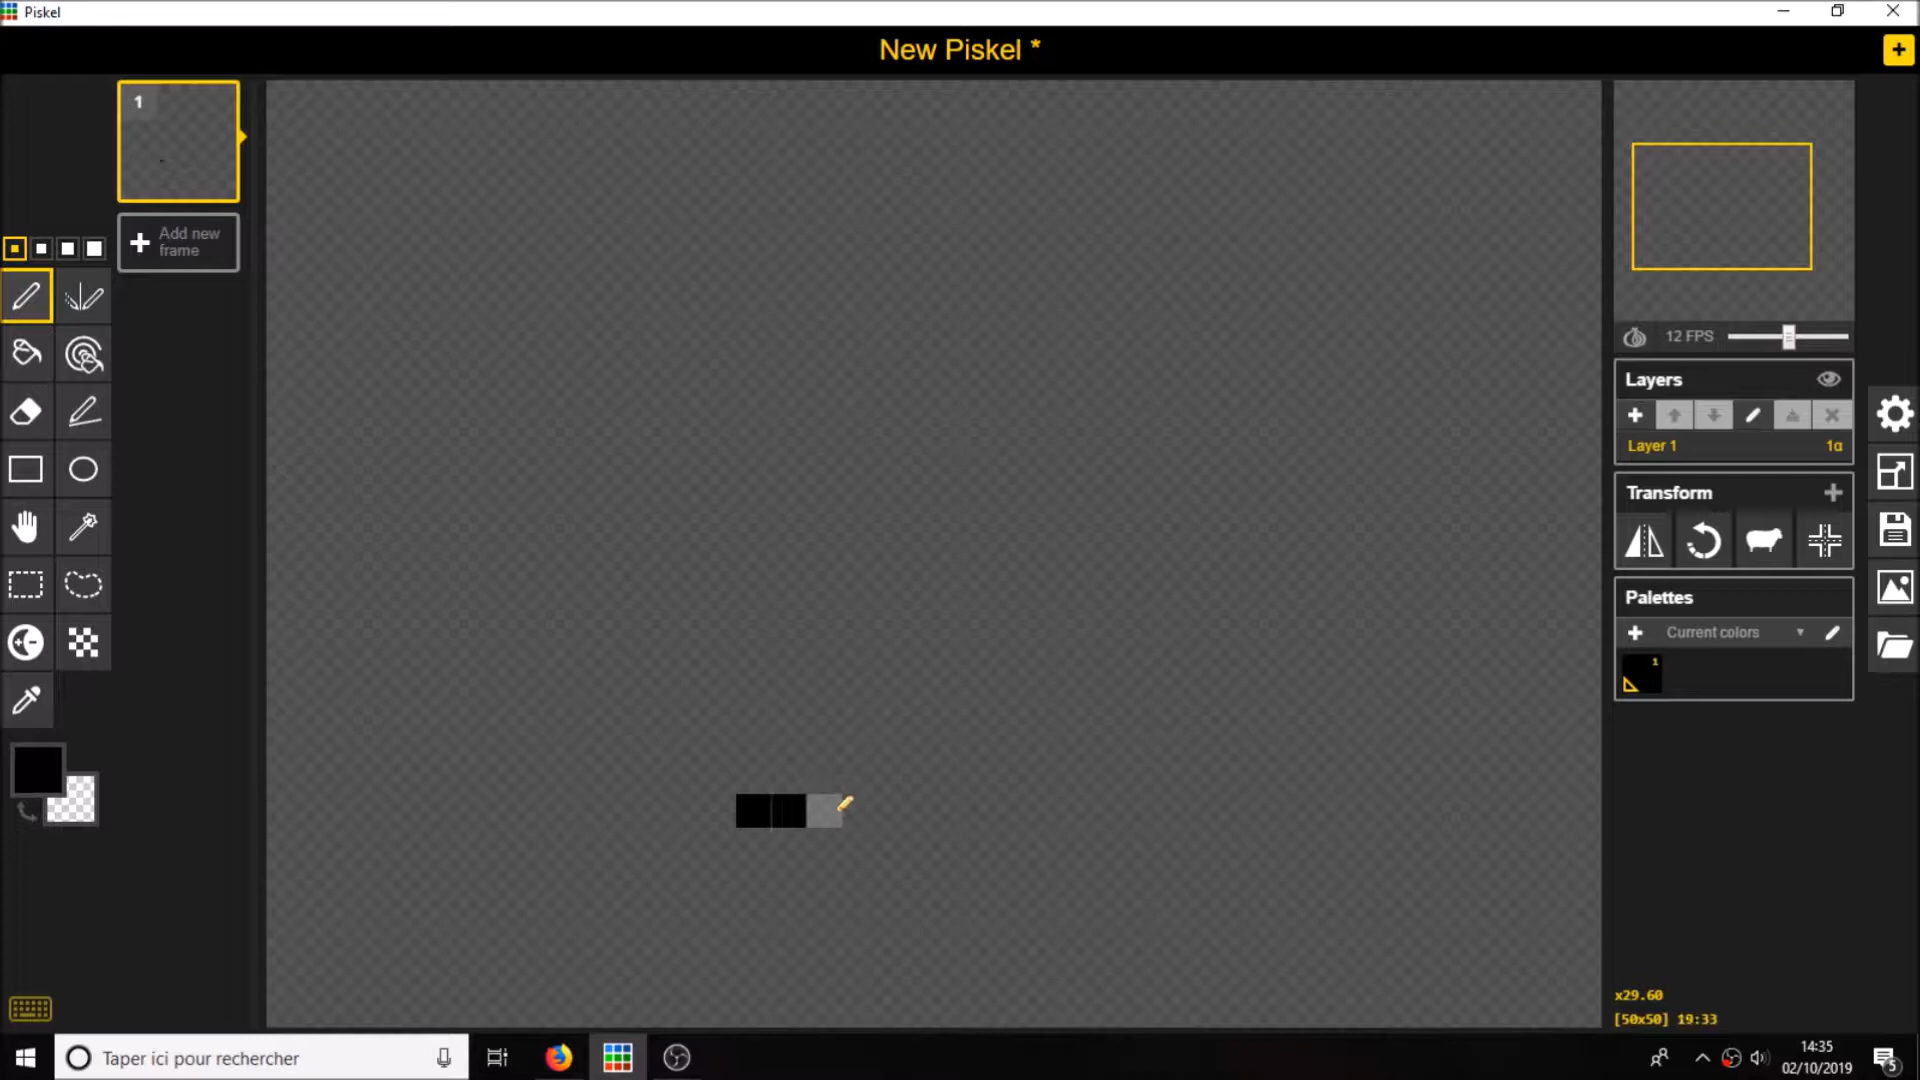 Piskel
New Piskel *
1
Add new
frame
12 FPS
Layers
Layer 1
1α
Transform
Palettes
Current colors
1
x29.60
[50x50] 19:33
Taper ici pour rechercher
14:35
02/10/2019
5